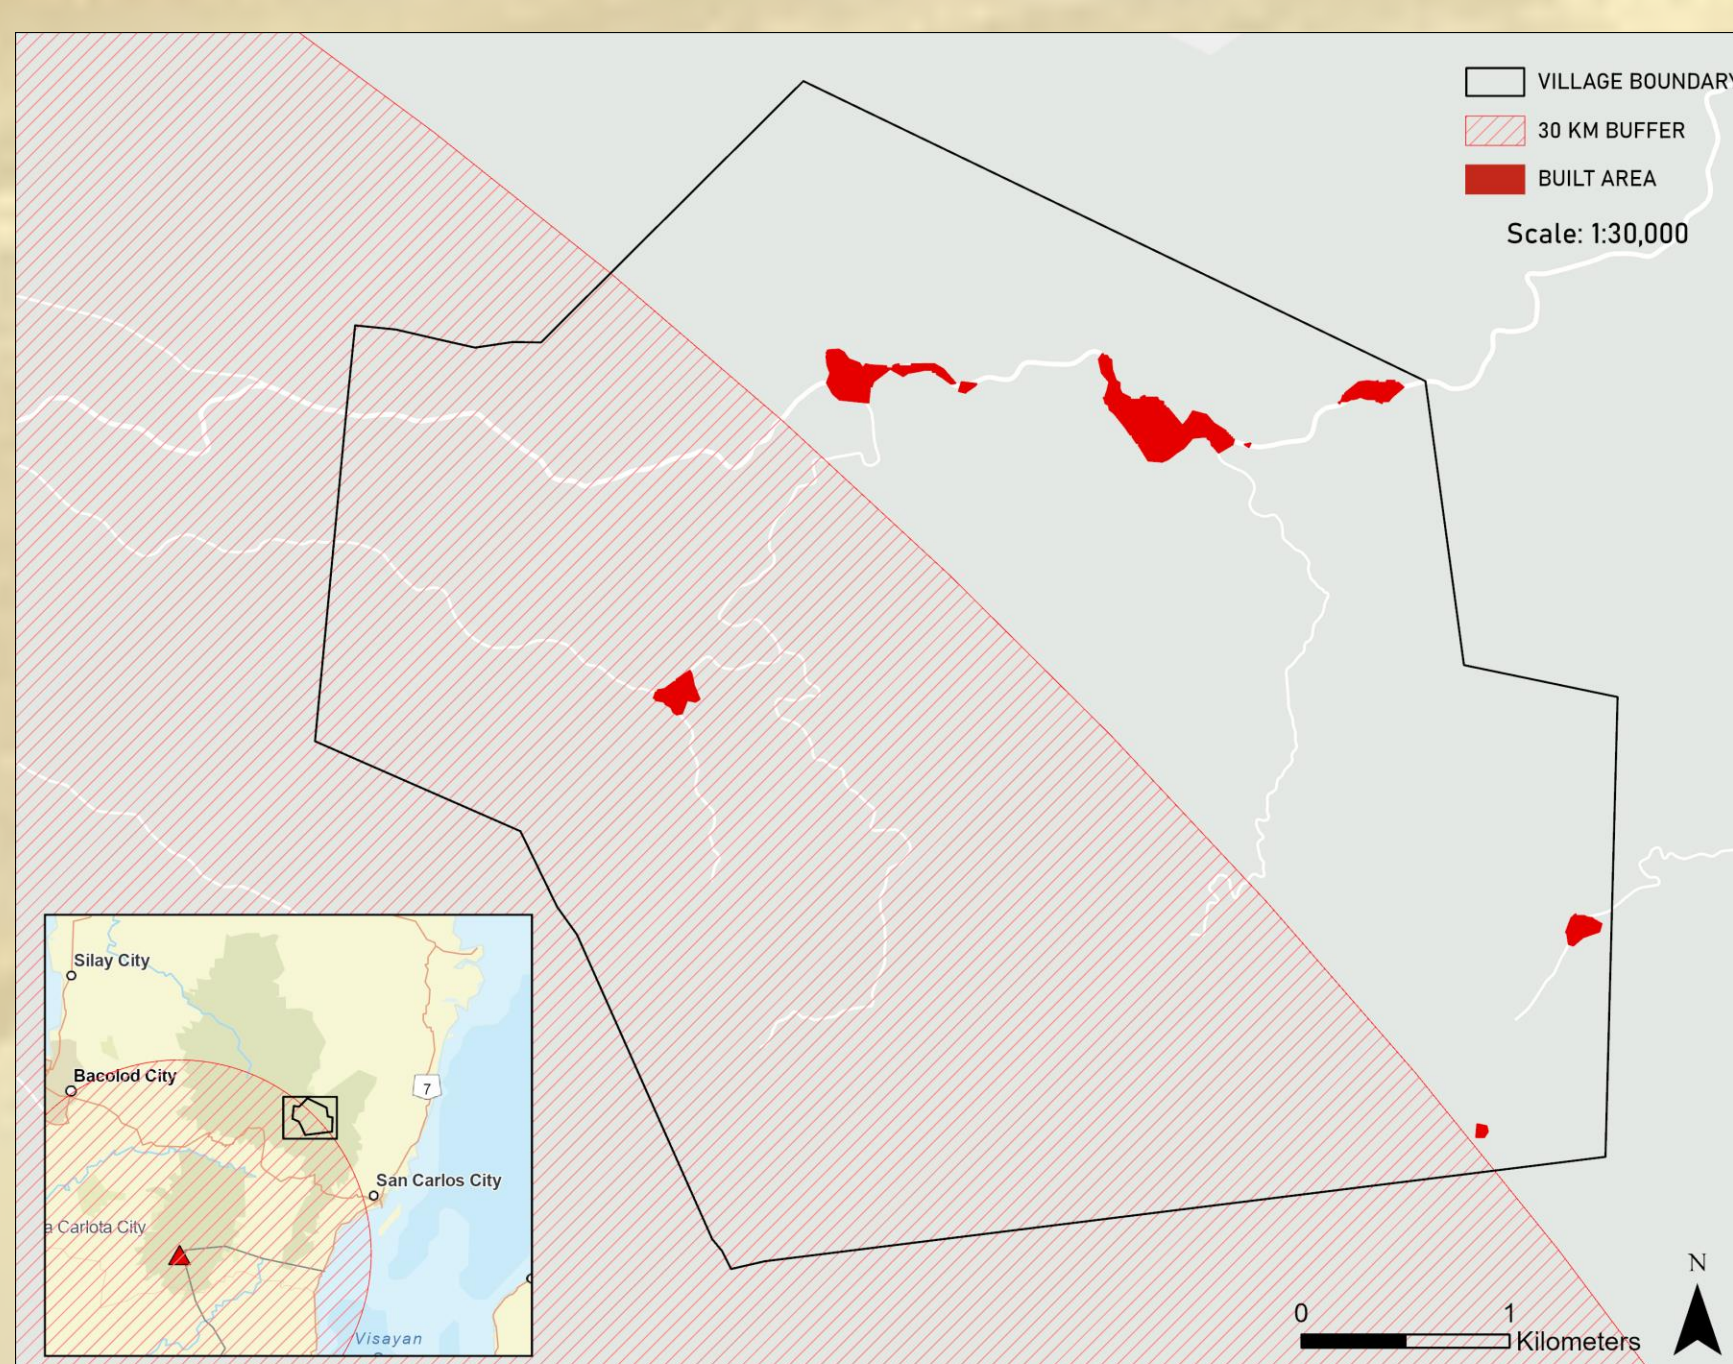 VILLAGE BOUNDARY
30 KM BUFFER
BUILT AREA
Scale: 1:30,000
Silay City
Bacolod City
7
San Carlos City
a Carlota City
Visayan
N
0 1
Kilometers